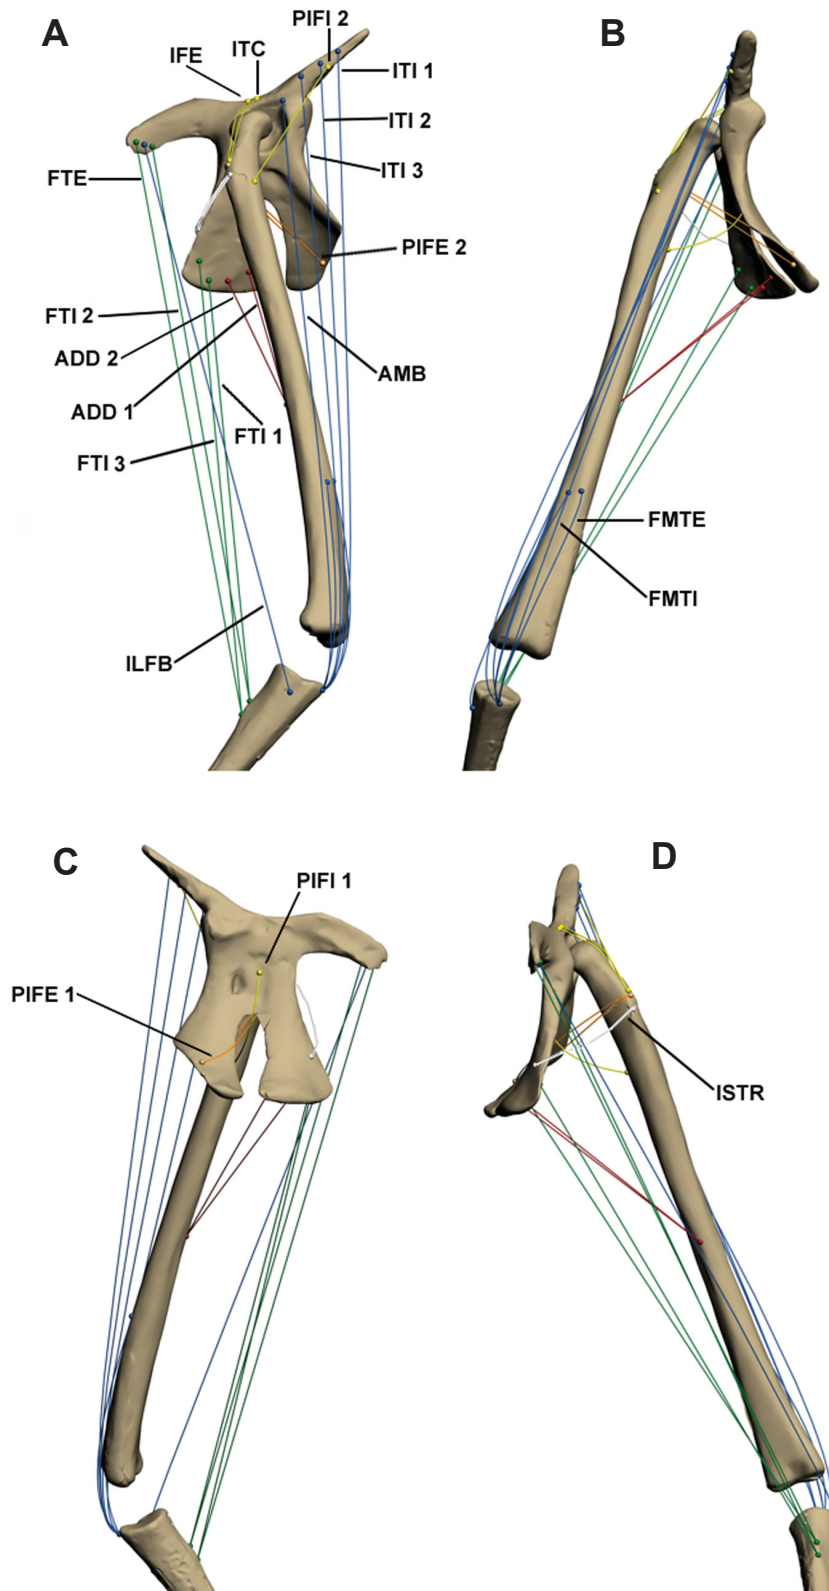 A
PIFI 2
B
IFE
ITC
ITI 1
ITI 2
ITI 3
FTE
PIFE 2
FTI 2
ADD 2
AMB
ADD 1
FTI 1
FTI 3
FMTE
FMTI
ILFB
C
D
PIFI 1
PIFE 1
ISTR